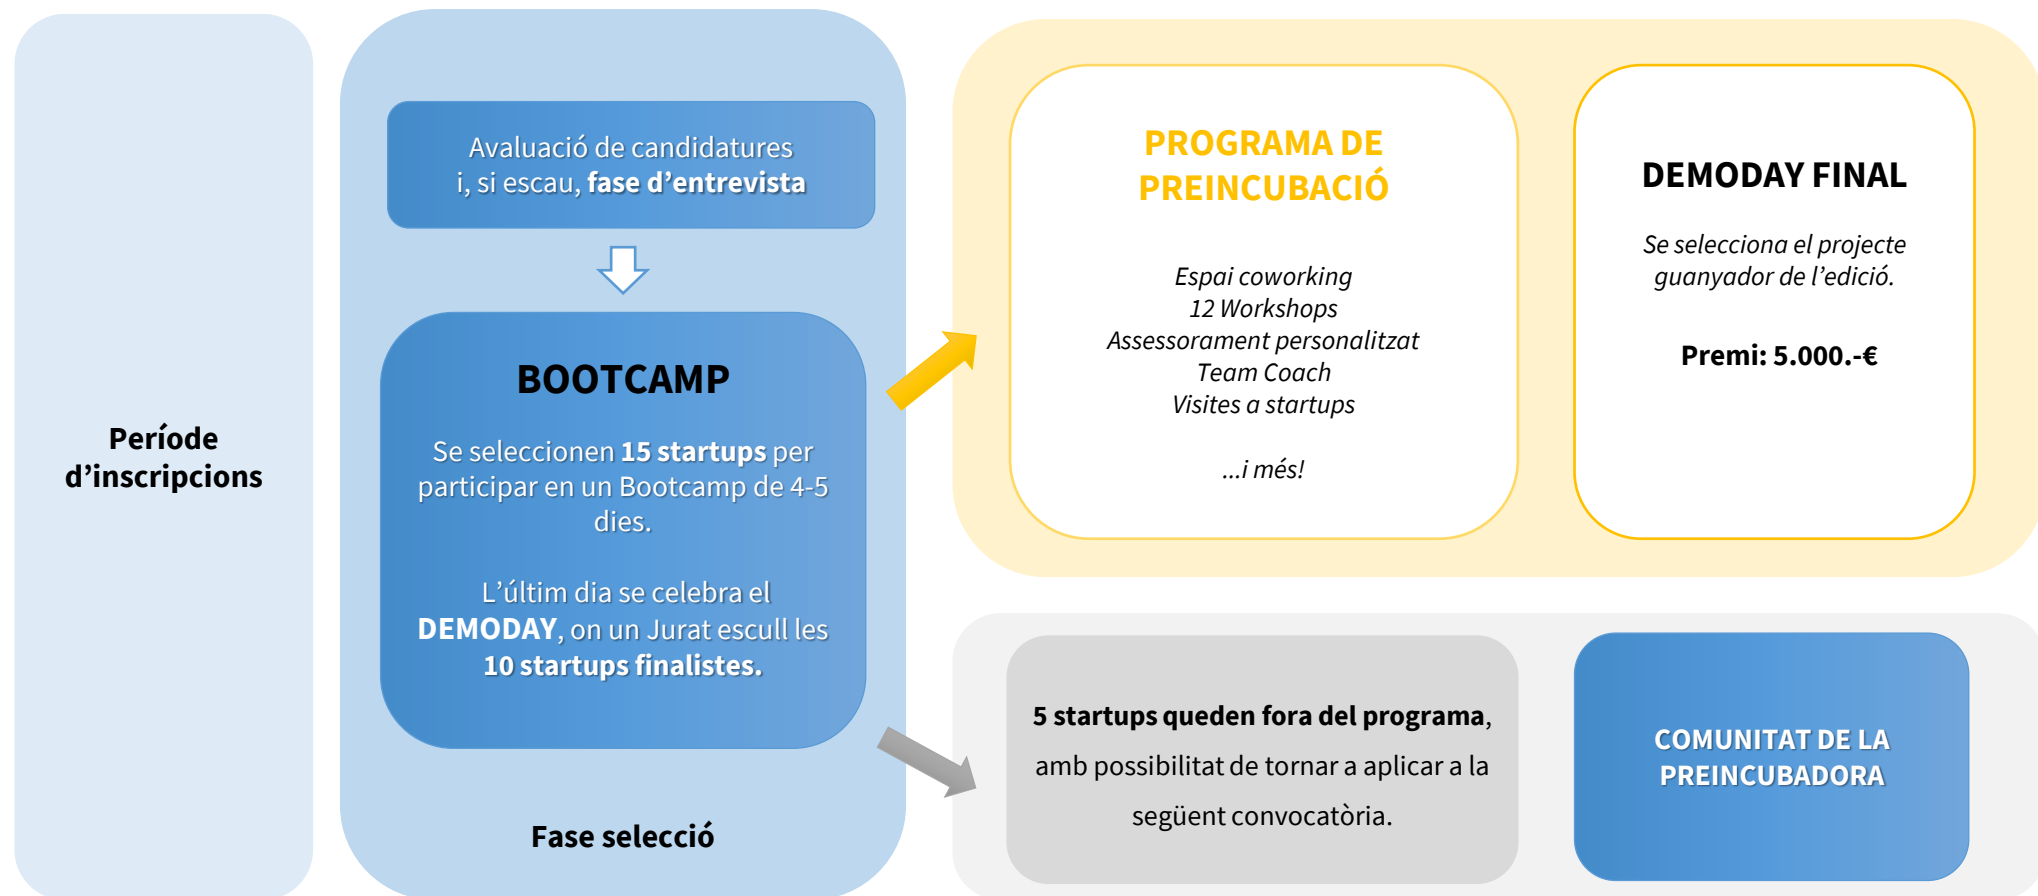 Període
d’inscripcions
Avaluació de candidatures
i, si escau, fase d’entrevista
BOOTCAMP
Se seleccionen 15 startups per
participar en un Bootcamp de 4-5
dies.
L’últim dia se celebra el
DEMODAY, on un Jurat escull les
10 startups finalistes.
Fase selecció
PROGRAMA DE
PREINCUBACIÓ
Espai coworking
12 Workshops
Assessorament personalitzat
Team Coach
Visites a startups
...i més!
DEMODAY FINAL
Se selecciona el projecte
guanyador de l’edició.
Premi: 5.000.-€
5 startups queden fora del programa,
amb possibilitat de tornar a aplicar a la
següent convocatòria.
COMUNITAT DE LA
PREINCUBADORA